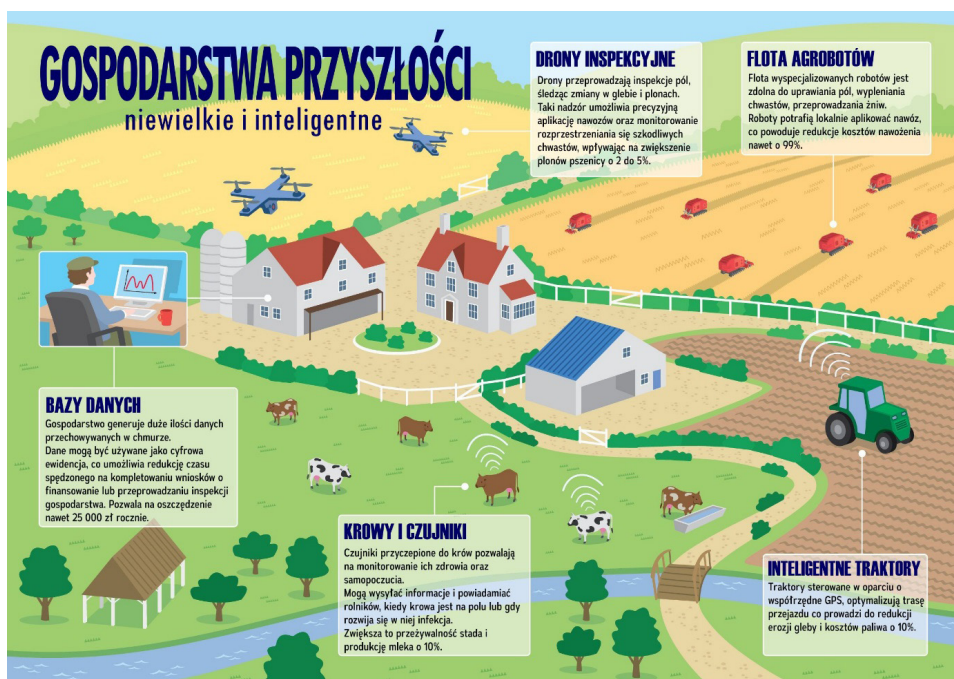 GOSPODARSTWA PRZYSZŁOŚCI
niewielkie i inteligentne
DRONY INSPEKCYJNE
Drony przeprowadzają inspekcje pól,
śledząc zmiany w glebie i plonach.
Taki nadzór umożliwia precyzyjną
aplikację nawozów oraz monitorowanie
rozprzestrzeniania się szkodliwych
chwastów, wpływając na zwiększenie
plonów pszenicy o 2 do 5%.
FLOTA AGROBOTÓW
Flota wyspecjalizowanych robotów jest
zdolna do uprawiania pól, wypleniania
chwastów, przeprowadzania żniw.
Roboty potrafią lokalnie aplikować nawóz,
co powoduje redukcje kosztów nawożenia
nawet o 99%.
BAZY DANYCH
Gospodarstwo generuje duże ilości danych
przechowywanych w chmurze.
Dane mogą być używane jako cyfrowa
ewidencja, co umożliwia redukcję czasu
spędzonego na kompletowaniu wniosków o
finansowanie lub przeprowadzaniu inspekcji
gospodarstwa. Pozwala na oszczędzenie
nawet 25 000 zł rocznie.
KROWY I CZUJNIKI
Czujniki przyczepione do krów pozwalają
na monitorowanie ich zdrowia oraz
samopoczucia.
Mogą wysyłać informacje i powiadamiać
rolników, kiedy krowa jest na polu lub gdy
rozwija się w niej infekcja.
Zwiększa to przeżywalność stada i
produkcję mleka o 10%.
INTELIGENTNE TRAKTORY
Traktory sterowane w oparciu o
współrzędne GPS, optymalizują trasę
przejazdu co prowadzi do redukcji
erozji gleby i kosztów paliwa o 10%.